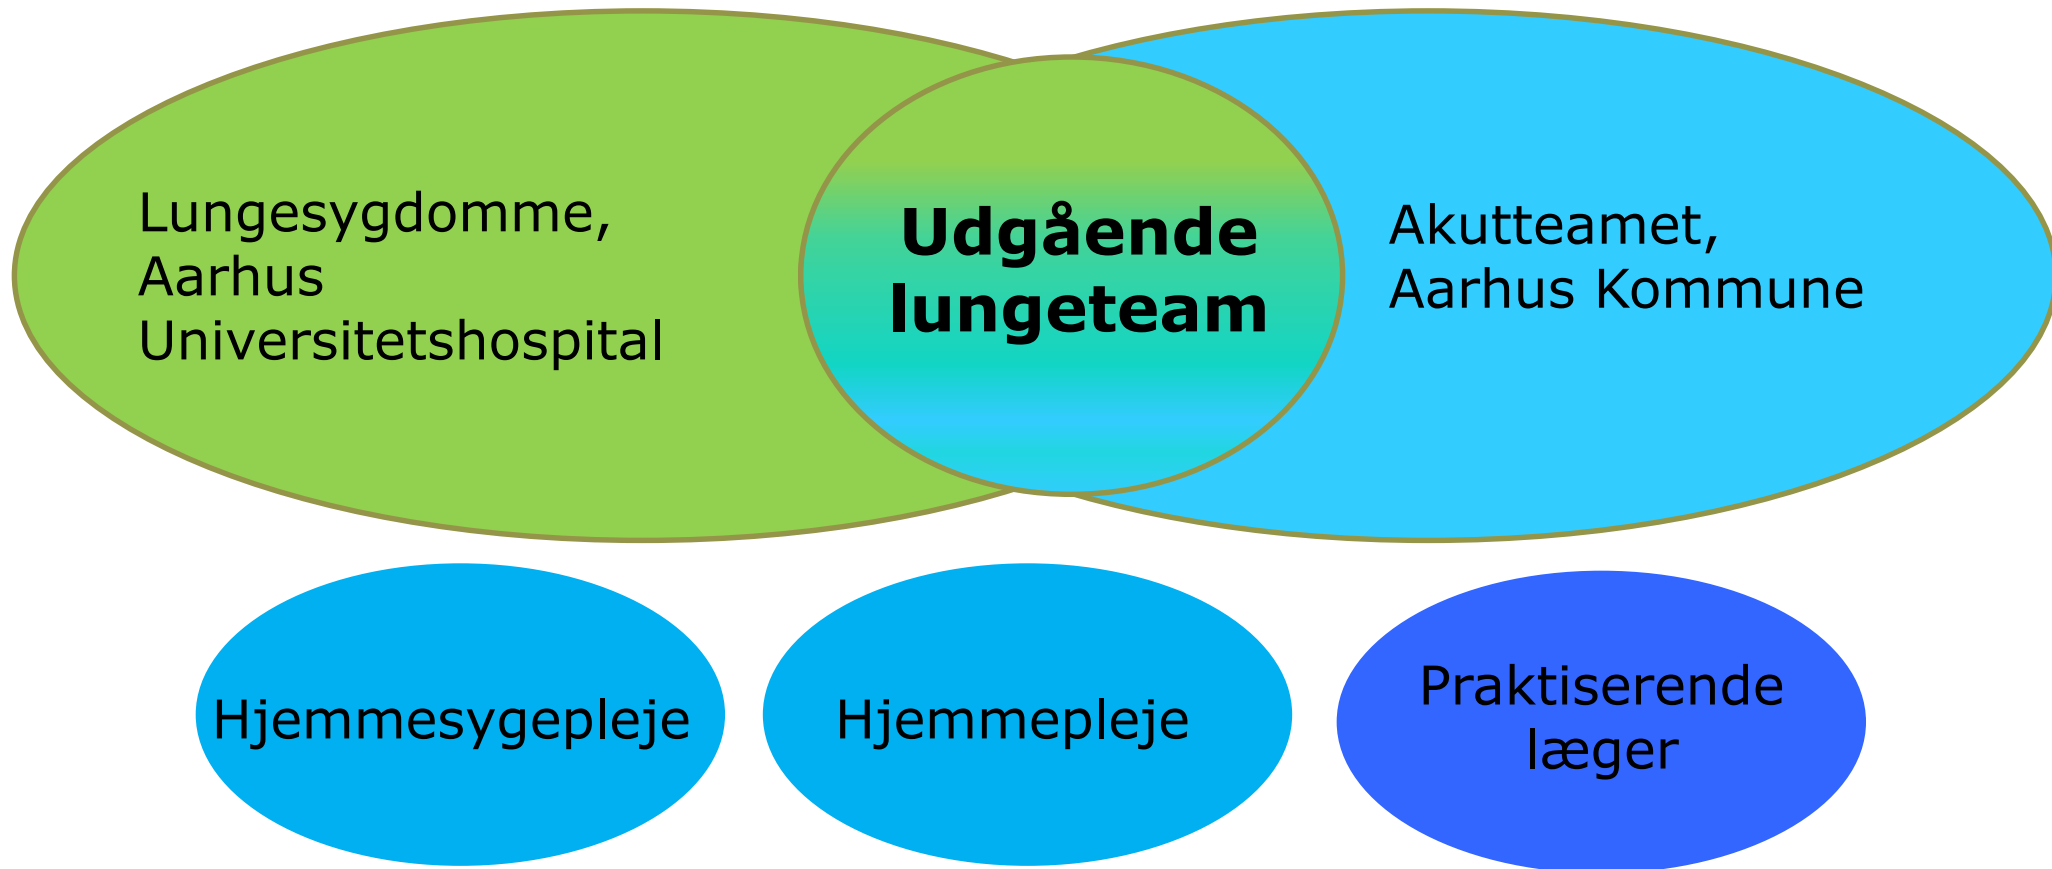 Lungesygdomme,
Aarhus
Universitetshospital
Udgående
lungeteam
Akutteamet,
Aarhus Kommune
Hjemmesygepleje
Hjemmepleje
Praktiserende
læger